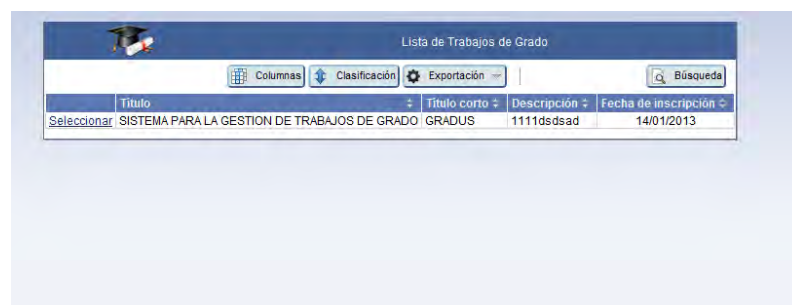 Lista de Trabajos de Grado
Columnas Clasificación Exportación Búsqueda
Título Título corto Descripción Fecha de inscripción
Seleccionar SISTEMA PARA LA GESTION DE TRABAJOS DE GRADO GRADUS 1111dsdsad 14/01/2013